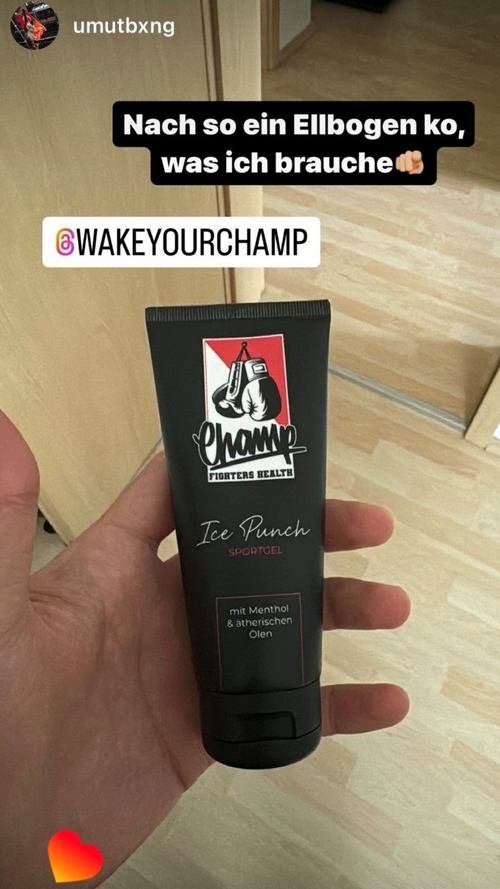 umutbxng
Nach so ein Ellbogen ko,
was ich brauche🫵🏼
@WAKEYOURCHAMP
Champ
FIGHTERS HEALTH
Ice Punch
SPORTGEL
mit Menthol
& ätherischen
Olen